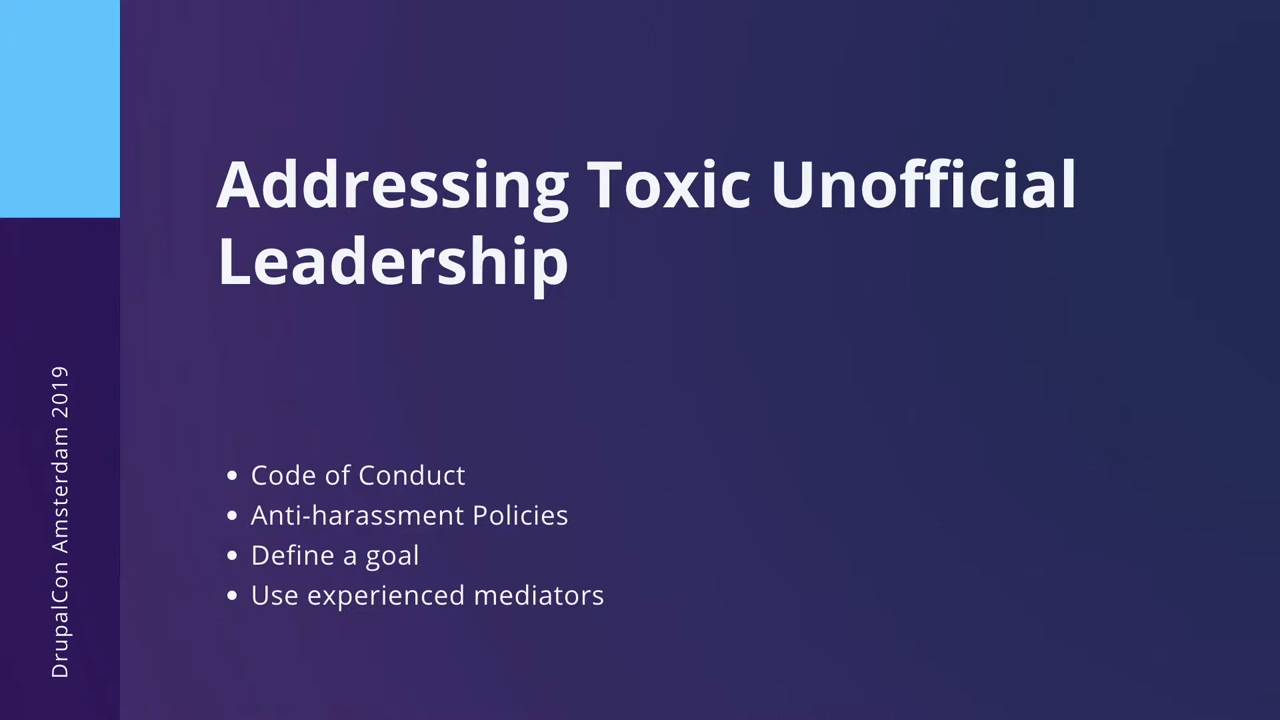 Addressing Toxic Unofficial
Leadership
• Code of Conduct
• Anti-harassment Policies
• Define a goal
• Use experienced mediators
DrupalCon Amsterdam 2019